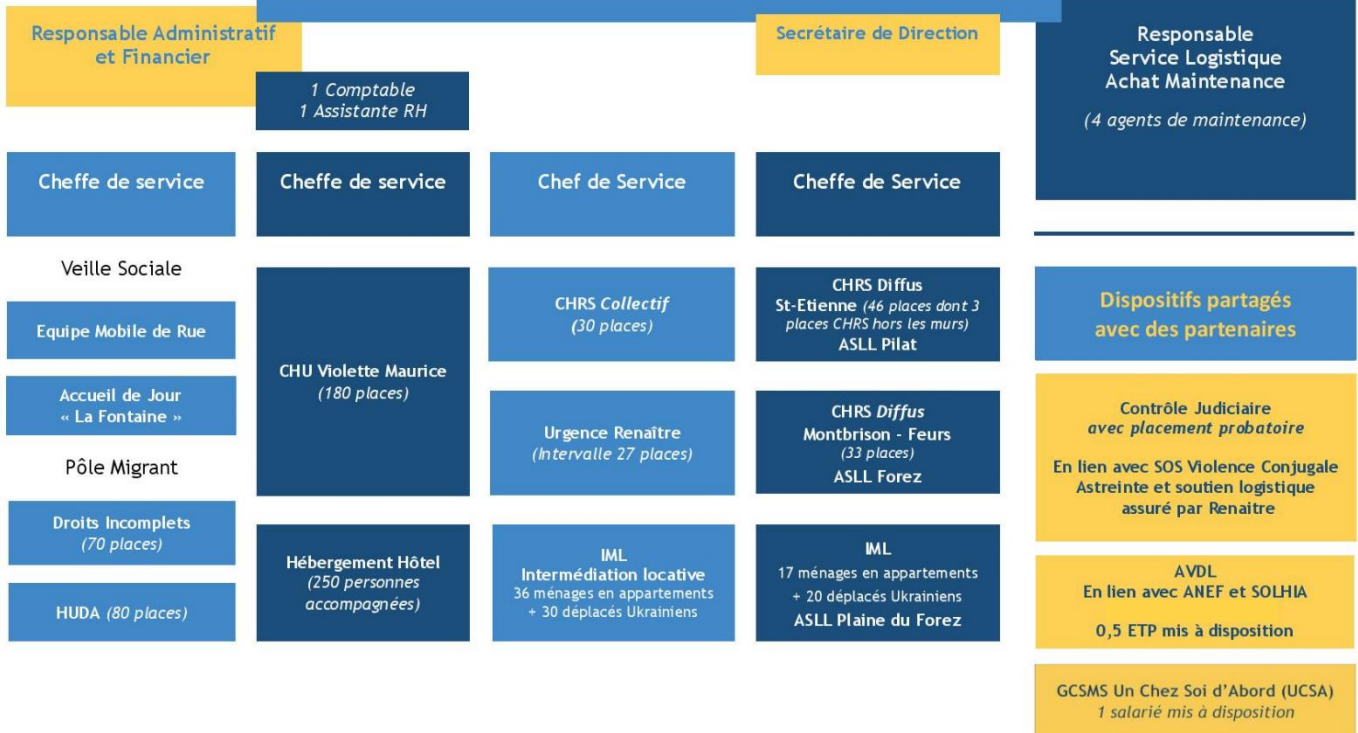 Responsable Administratif
et Financier
1 Comptable
1 Assistante RH
Secrétaire de Direction
Responsable
Service Logistique
Achat Maintenance
(4 agents de maintenance)
Cheffe de service
Veille Sociale
Equipe Mobile de Rue
Accueil de Jour
« La Fontaine »
Pôle Migrant
Droits Incomplets
(70 places)
HUDA (80 places)
Cheffe de service
CHU Violette Maurice
(180 places)
Hébergement Hôtel
(250 personnes
accompagnées)
Chef de Service
CHRS Collectif
(30 places)
Urgence Renaître
(Intervalle 27 places)
IML
Intermédiation locative
36 ménages en appartements
+ 30 déplacés Ukrainiens
Cheffe de Service
CHRS Diffus
St-Etienne (46 places dont 3
places CHRS hors les murs)
ASLL Pilat
CHRS Diffus
Montbrison - Feurs
(33 places)
ASLL Forez
IML
17 ménages en appartements
+ 20 déplacés Ukrainiens
ASLL Plaine du Forez
Dispositifs partagés
avec des partenaires
Contrôle Judiciaire
avec placement probatoire
En lien avec SOS Violence Conjugale
Astreinte et soutien logistique
assuré par Renaitre
AVDL
En lien avec ANEF et SOLHIA
0,5 ETP mis à disposition
GCSMS Un Chez Soi d'Abord (UCSA)
1 salarié mis à disposition